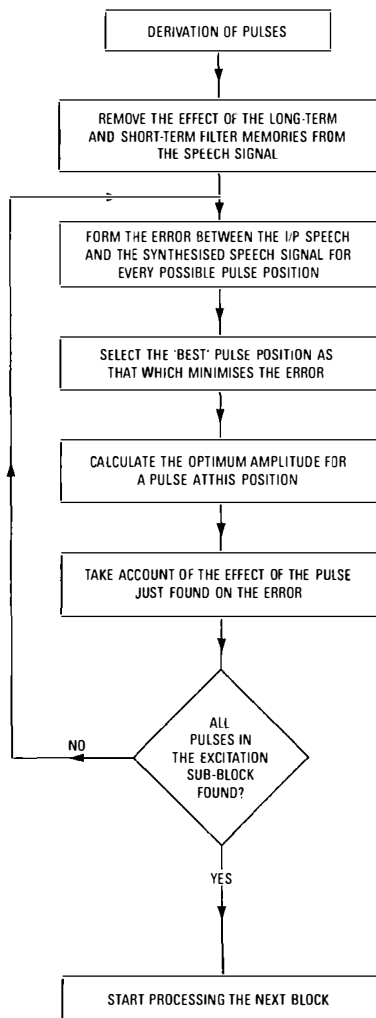 DERIVATION OF PULSES
REMOVE THE EFFECT OF THE LONG-TERM
AND SHORT-TERM FILTER MEMORIES FROM
THE SPEECH SIGNAL
FORM THE ERROR BETWEEN THE I/P SPEECH
AND THE SYNTHESISED SPEECH SIGNAL FOR
EVERY POSSIBLE PULSE POSITION
SELECT THE 'BEST' PULSE POSITION AS
THAT WHICH MINIMISES THE ERROR
CALCULATE THE OPTIMUM AMPLITUDE FOR
A PULSE ATTHIS POSITION
TAKE ACCOUNT OF THE EFFECT OF THE PULSE
JUST FOUND ON THE ERROR
ALL
PULSES IN
THE EXCITATION
SUB-BLOCK
FOUND?
NO
YES
START PROCESSING THE NEXT BLOCK